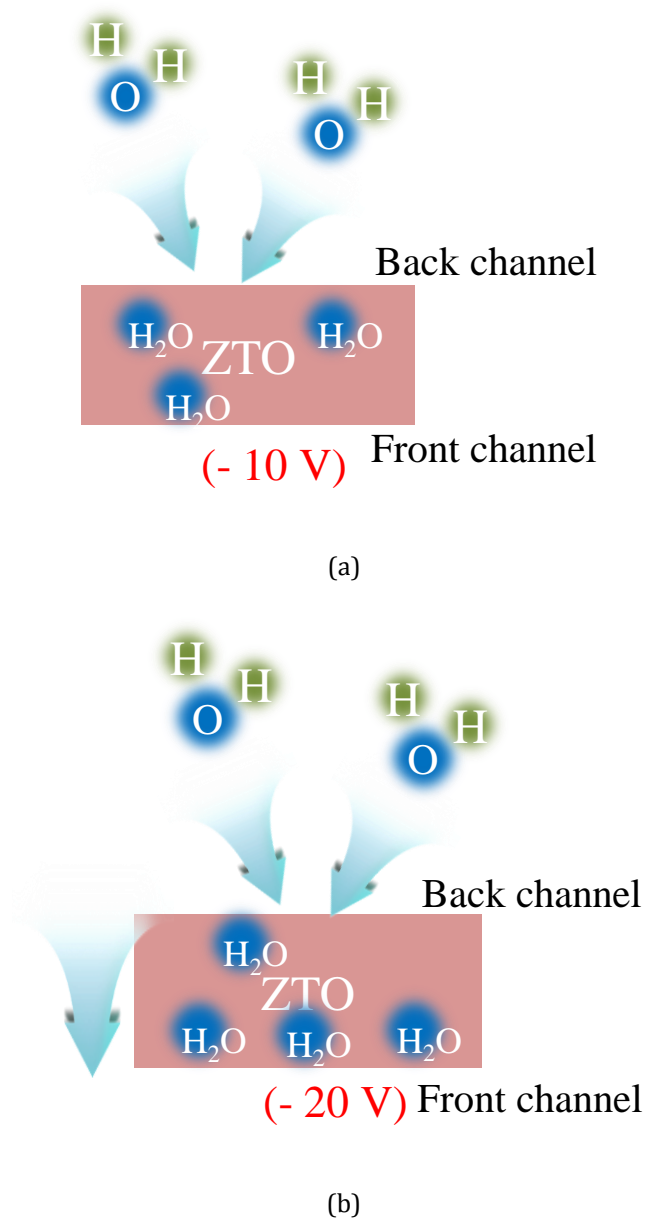 H
H
O
H
H
O
Back channel
H₂O
H₂O
ZTO
H₂O
Front channel
(- 10 V)
(a)
H
H
O
H
H
O
Back channel
H₂O
ZTO
H₂O
H₂O
H₂O
(- 20 V)
Front channel
(b)